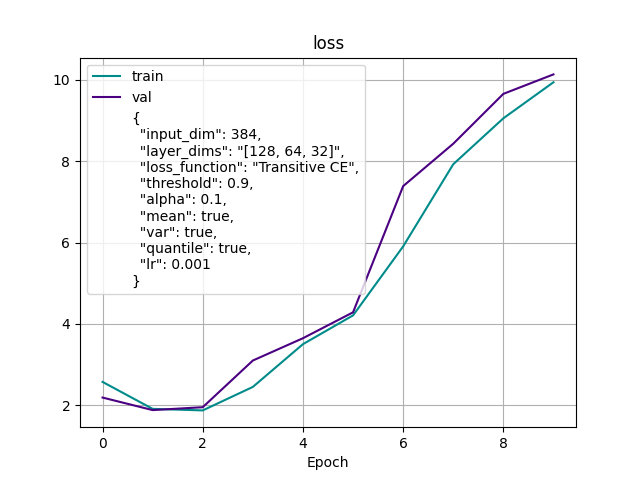 loss
train
val
{
"input_dim": 384,
"layer_dims": "[128, 64, 32]",
"loss_function": "Transitive CE",
"threshold": 0.9,
"alpha": 0.1,
"mean": true,
"var": true,
"quantile": true,
"lr": 0.001
}
10
8
6
4
2
0 2 4 6 8
Epoch